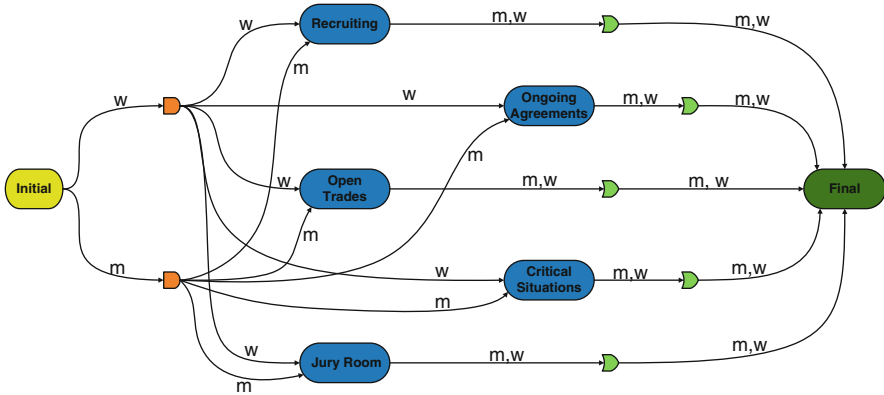 Recruiting
m,w
m,w
w
m
w
w
Ongoing
Agreements
m,w
m,w
m
Initial
w
Open
Trades
m,w
m, w
Final
m
m
w
Critical
Situations
m,w
m,w
m
w
Jury Room
m,w
m